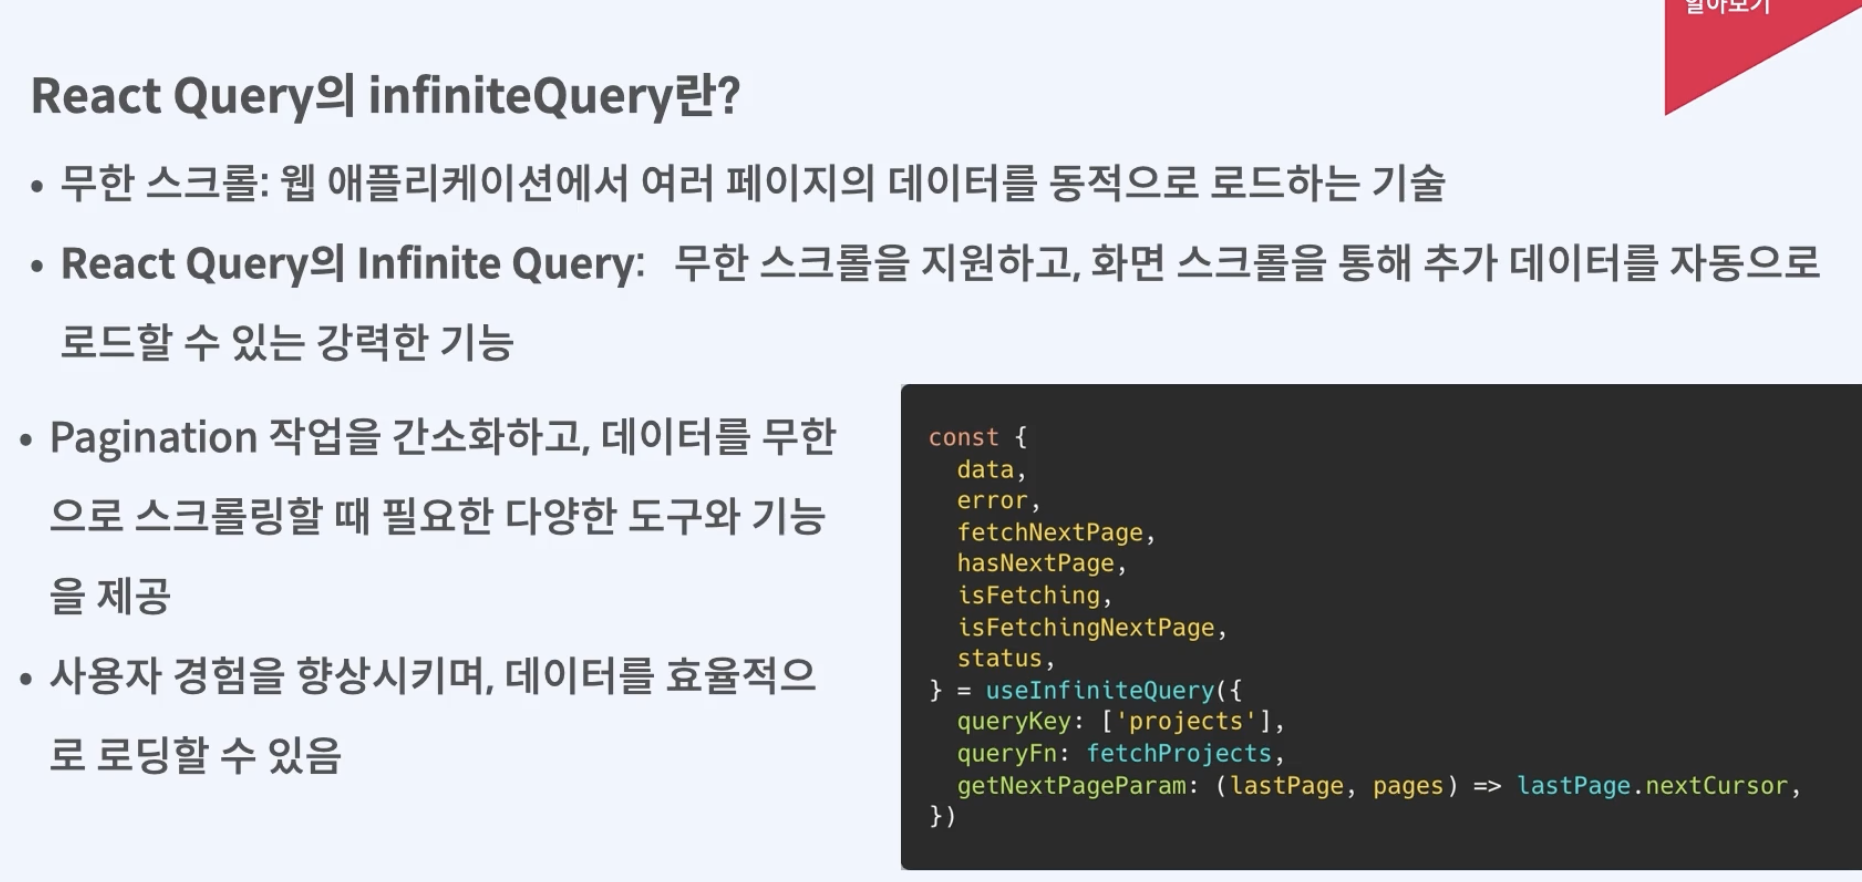 알아보기
React Query의 infiniteQuery란?
• 무한 스크롤: 웹 애플리케이션에서 여러 페이지의 데이터를 동적으로 로드하는 기술
• React Query의 Infinite Query: 무한 스크롤을 지원하고, 화면 스크롤을 통해 추가 데이터를 자동으로
로드할 수 있는 강력한 기능
• Pagination 작업을 간소화하고, 데이터를 무한
으로 스크롤링할 때 필요한 다양한 도구와 기능
을 제공
• 사용자 경험을 향상시키며, 데이터를 효율적으
로 로딩할 수 있음
const {
  data,
  error,
  fetchNextPage,
  hasNextPage,
  isFetching,
  isFetchingNextPage,
  status,
} = useInfiniteQuery({
  queryKey: ['projects'],
  queryFn: fetchProjects,
  getNextPageParam: (lastPage, pages) => lastPage.nextCursor,
})